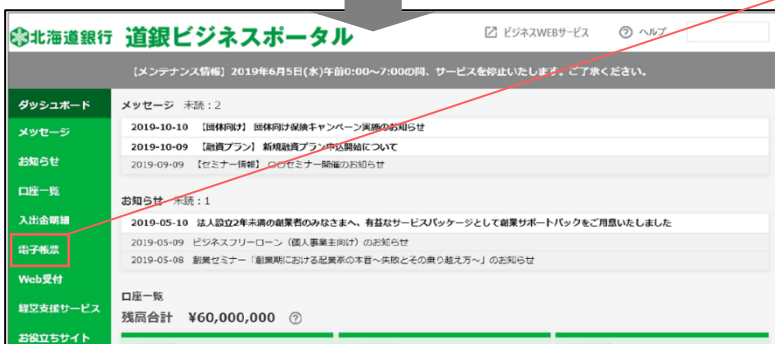 北海道銀行 道銀ビジネスポータル ビジネスWEBサービス ヘルプ
【メンテナンス情報】2019年6月5日(水)午前0:00～7:00の間、サービスを停止いたします。ご了承ください。
ダッシュボード
メッセージ
お知らせ
口座一覧
入出金明細
電子帳票
Web受付
経営支援サービス
お役立ちサイト
メッセージ 未読：2
2019-10-10 【団体向け】団体向け保険キャンペーン実施のお知らせ
2019-10-09 【融資プラン】新規融資プラン申込開始について
2019-09-09 【セミナー情報】〇〇セミナー開催のお知らせ
お知らせ 未読：1
2019-05-10 法人設立2年未満の創業者のみなさまへ、有益なサービスパッケージとして創業サポートパックをご用意いたしました
2019-05-09 ビジネスフリーローン（個人事業主向け）のお知らせ
2019-05-08 創業セミナー「創業期における起業家の本音～失敗とその乗り越え方～」のお知らせ
口座一覧
残高合計 ¥60,000,000